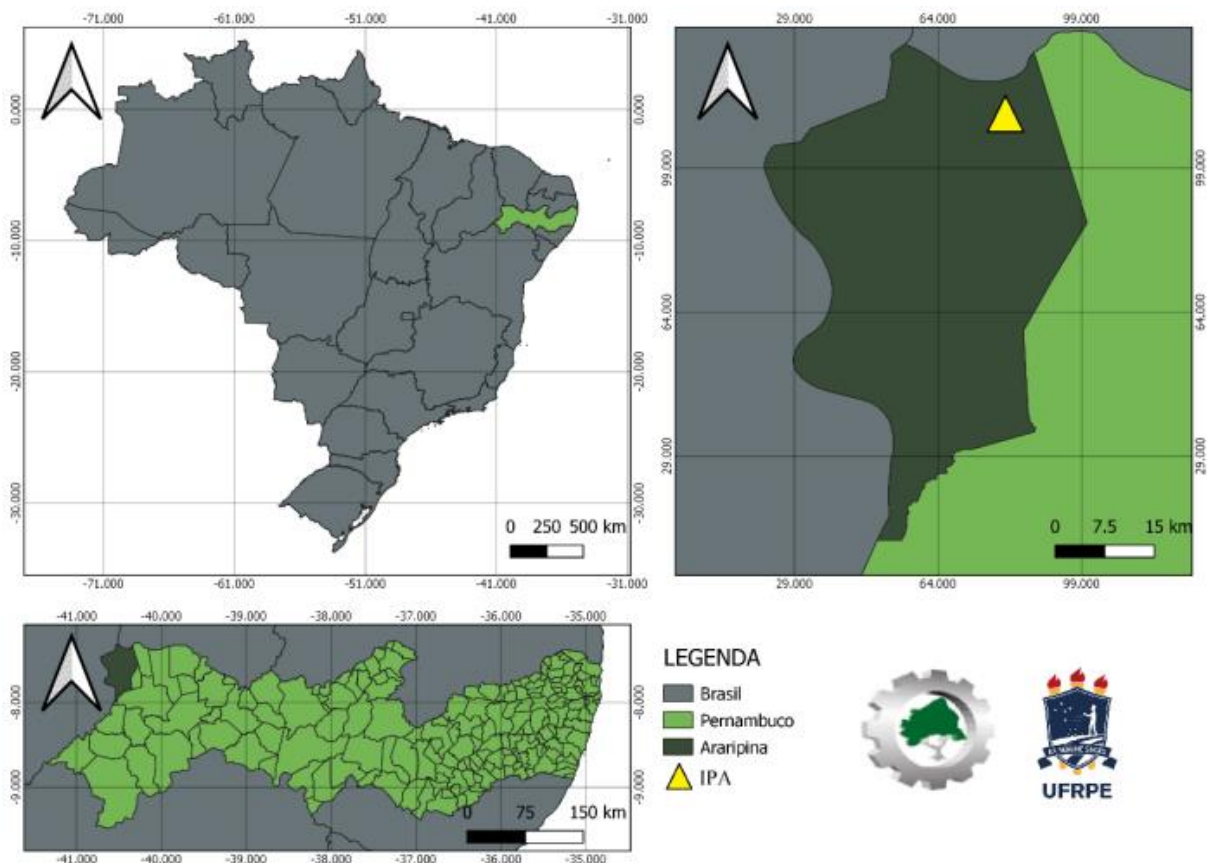 -71.000 -61.000 -51.000 -41.000 -31.000
0.000 0.000
-10.000 -10.000
-20.000 -20.000
-30.000 -30.000
0 250 500 km
-71.000 -61.000 -51.000 -41.000 -31.000
29.000 64.000 99.000
99.000 99.000
64.000 64.000
29.000 29.000
0 7.5 15 km
29.000 64.000 99.000
-41.000 -40.000 -39.000 -38.000 -37.000 -36.000 -35.000
-8.000 -8.000
-9.000 -9.000
0 75 150 km
-41.000 -40.000 -39.000 -38.000 -37.000 -36.000 -35.000
LEGENDA
Brasil
Pernambuco
Araripina
IPA
UFRPE